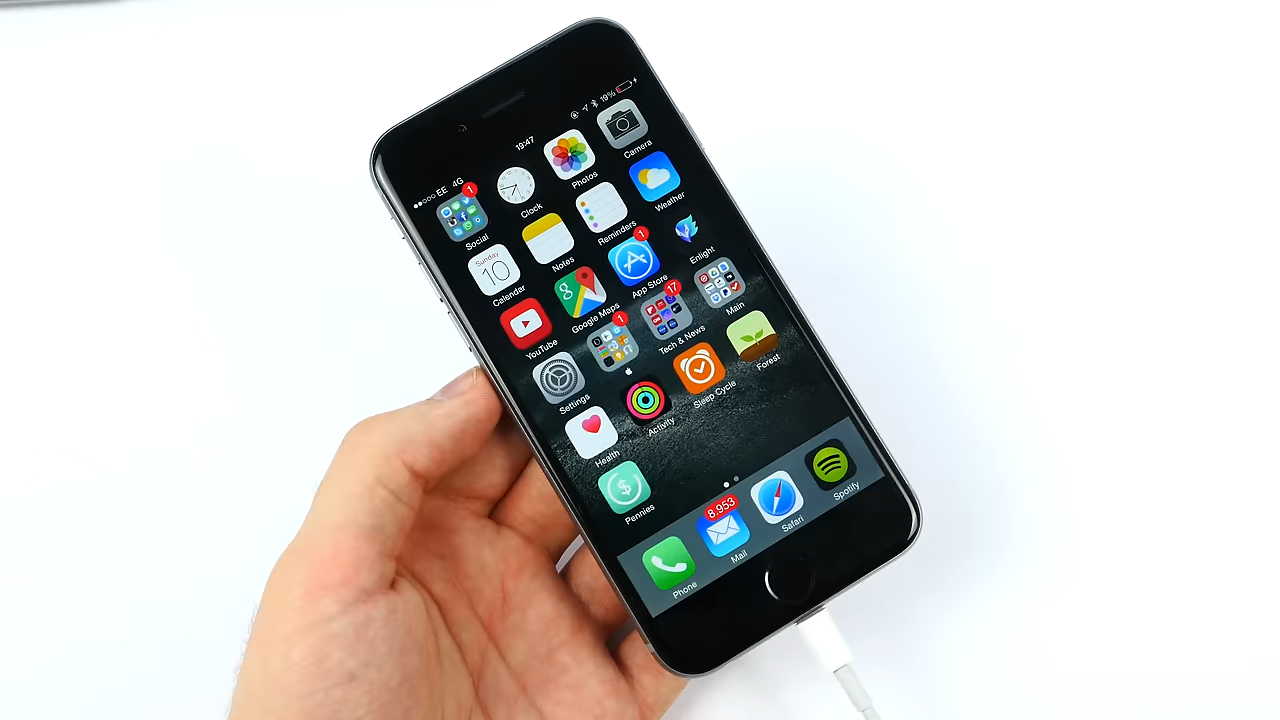 ●●○○○ EE 4G 19:47 19%
1
Social Clock Photos Camera
Sunday
10
Calendar Notes Reminders Weather
1
YouTube Google Maps App Store Enlight
g
1 17
Settings Tech & News Main
Health Activity Sleep Cycle Forest
$
Pennies
8.953
Phone Mail Safari Spotify